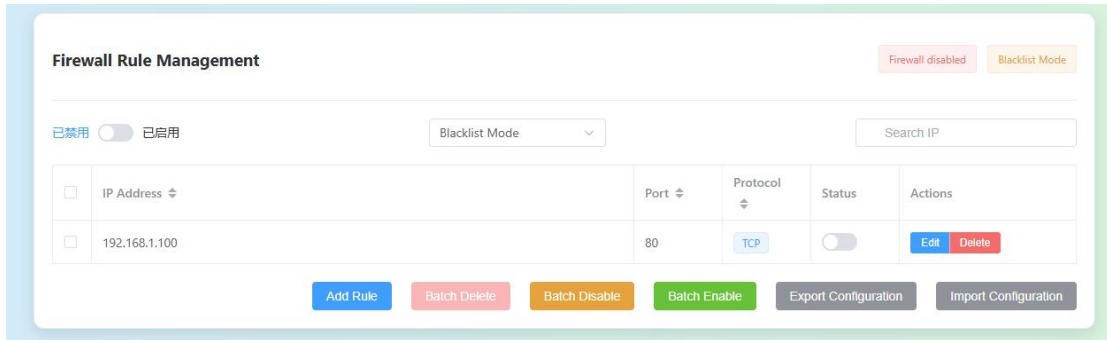 Firewall Rule Management
Firewall disabled
Blacklist Mode
已禁用
已启用
Blacklist Mode
Search IP
IP Address
Port
Protocol
Status
Actions
192.168.1.100
80
TCP
Edit
Delete
Add Rule
Batch Delete
Batch Disable
Batch Enable
Export Configuration
Import Configuration